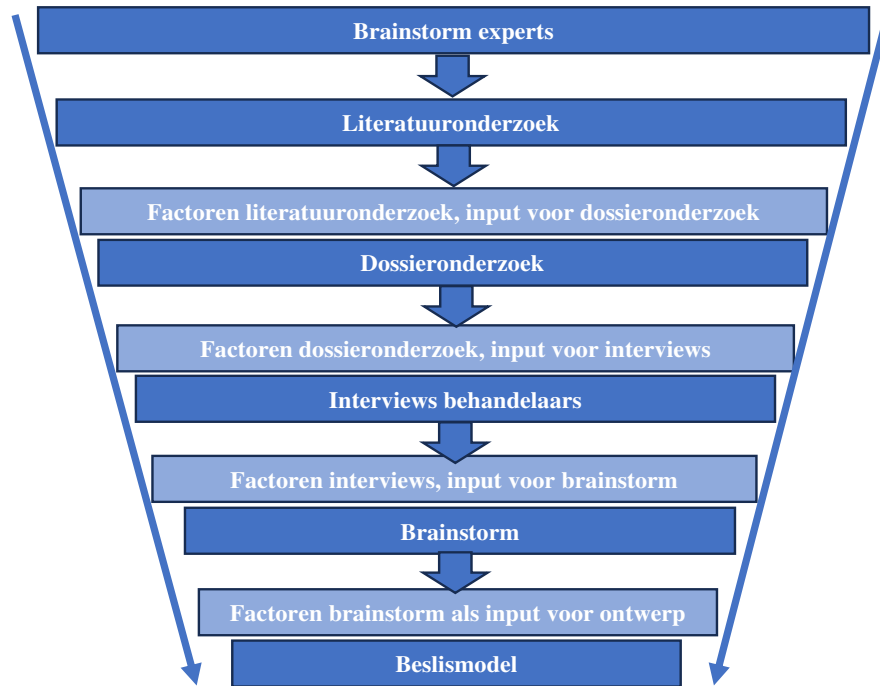 Brainstorm experts
Literatuuronderzoek
Factoren literatuuronderzoek, input voor dossieronderzoek
Dossieronderzoek
Factoren dossieronderzoek, input voor interviews
Interviews behandelaars
Factoren interviews, input voor brainstorm
Brainstorm
Factoren brainstorm als input voor ontwerp
Beslismodel